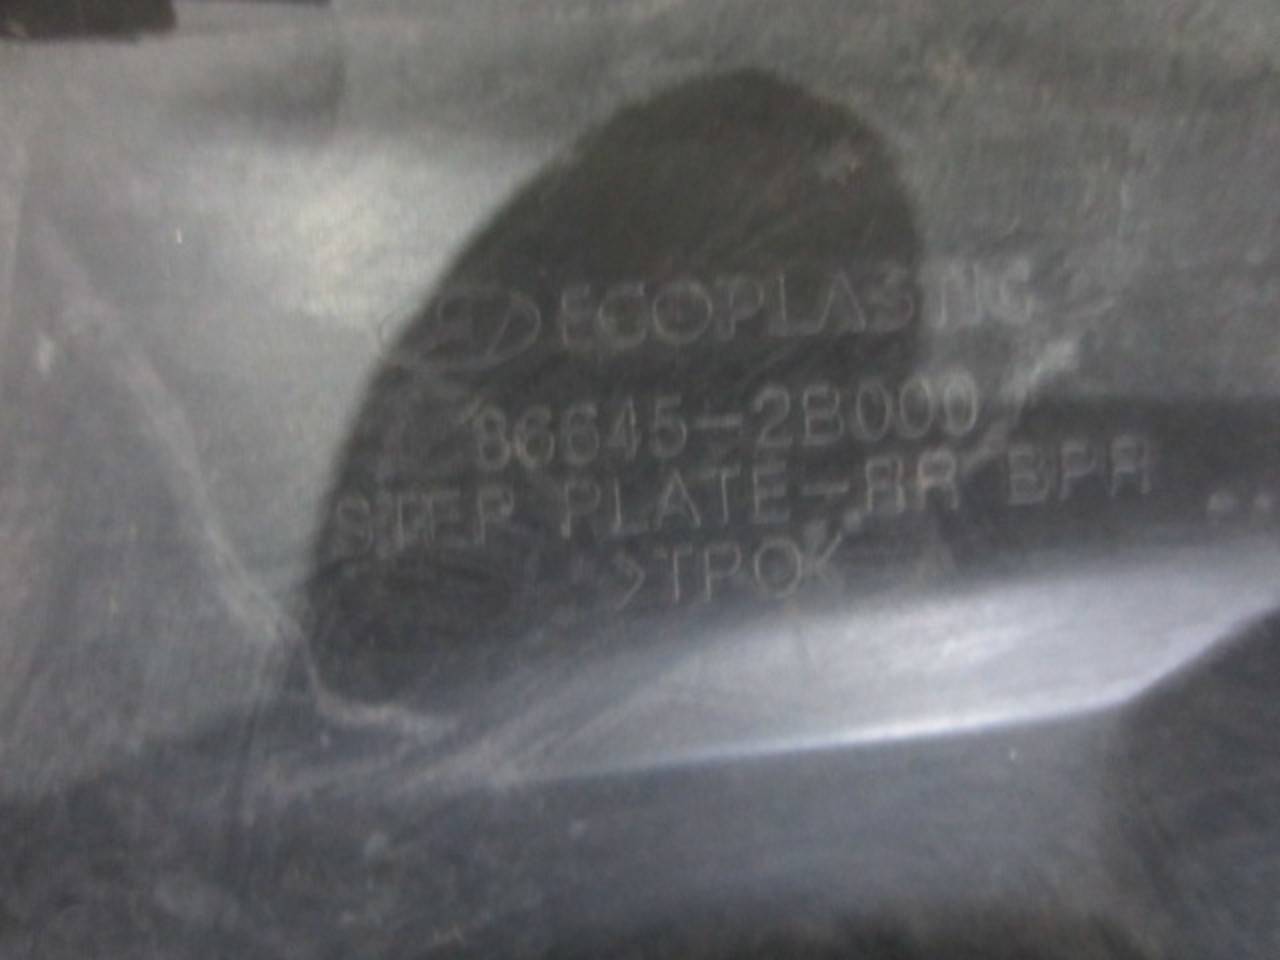 ECOPLASTIC
86645-2B000
STEP PLATE-RR BPR
>TPO<